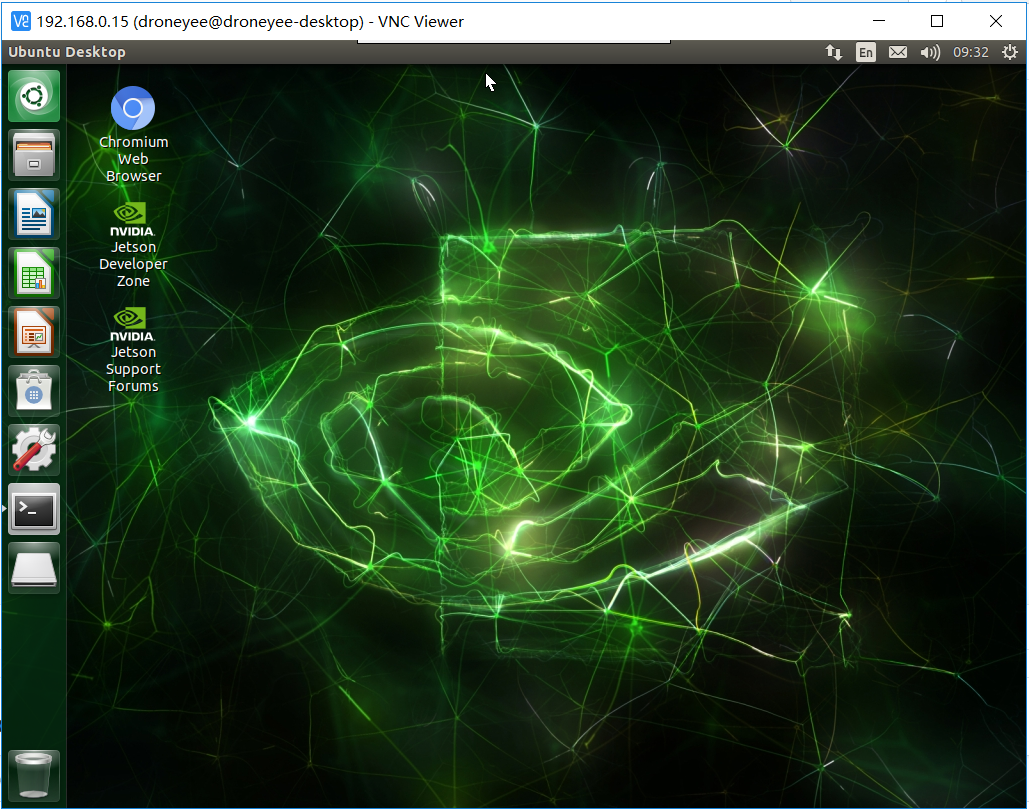 192.168.0.15 (droneyee@droneyee-desktop) - VNC Viewer
Ubuntu Desktop
En
09:32
Chromium
Web
Browser
NVIDIA.
Jetson
Developer
Zone
NVIDIA.
Jetson
Support
Forums